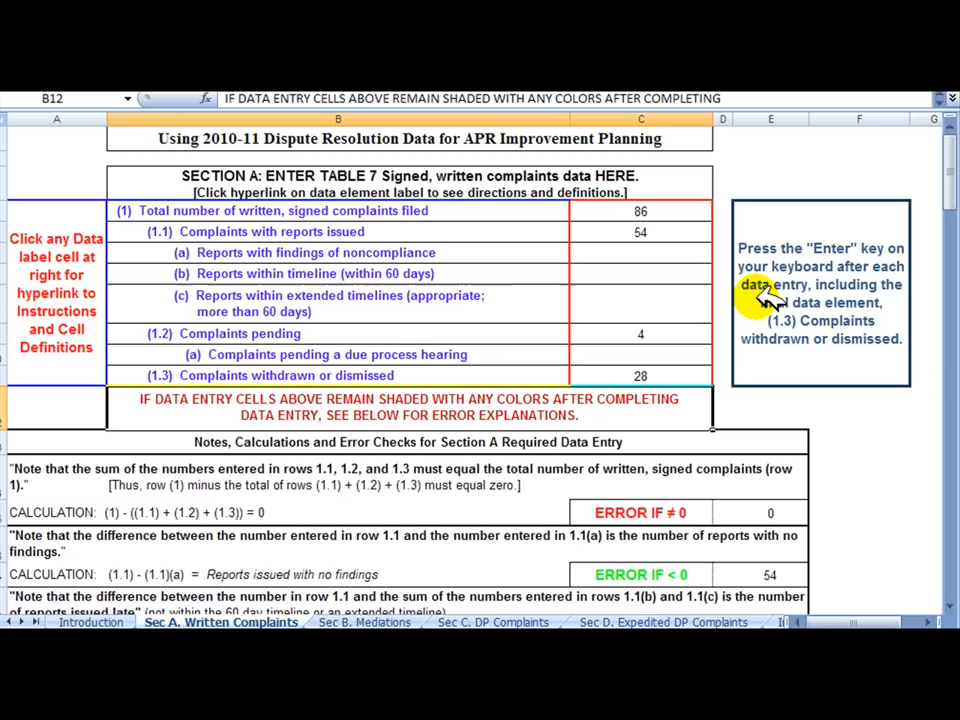 B12
fx IF DATA ENTRY CELLS ABOVE REMAIN SHADED WITH ANY COLORS AFTER COMPLETING
A B C D E F G
Using 2010-11 Dispute Resolution Data for APR Improvement Planning
SECTION A: ENTER TABLE 7 Signed, written complaints data HERE.
[Click hyperlink on data element label to see directions and definitions.]
Click any Data
label cell at
right for
hyperlink to
Instructions
and Cell
Definitions
(1) Total number of written, signed complaints filed 86
(1.1) Complaints with reports issued 54
(a) Reports with findings of noncompliance
(b) Reports within timeline (within 60 days)
(c) Reports within extended timelines (appropriate;
more than 60 days)
(1.2) Complaints pending 4
(a) Complaints pending a due process hearing
(1.3) Complaints withdrawn or dismissed 28
Press the "Enter" key on
your keyboard after each
data entry, including the
data element,
(1.3) Complaints
withdrawn or dismissed.
IF DATA ENTRY CELLS ABOVE REMAIN SHADED WITH ANY COLORS AFTER COMPLETING
DATA ENTRY, SEE BELOW FOR ERROR EXPLANATIONS.
Notes, Calculations and Error Checks for Section A Required Data Entry
"Note that the sum of the numbers entered in rows 1.1, 1.2, and 1.3 must equal the total number of written, signed complaints (row
1)." [Thus, row (1) minus the total of rows (1.1) + (1.2) + (1.3) must equal zero.]
CALCULATION: (1) - ((1.1) + (1.2) + (1.3)) = 0 ERROR IF ≠ 0 0
"Note that the difference between the number entered in row 1.1 and the number entered in 1.1(a) is the number of reports with no
findings."
CALCULATION: (1.1) - (1.1)(a) = Reports issued with no findings ERROR IF < 0 54
"Note that the difference between the number in row 1.1 and the sum of the numbers entered in rows 1.1(b) and 1.1(c) is the number
of reports issued late" (not within the 60 day timeline or an extended timeline)
Introduction Sec A. Written Complaints Sec B. Mediations Sec C. DP Complaints Sec D. Expedited DP Complaints